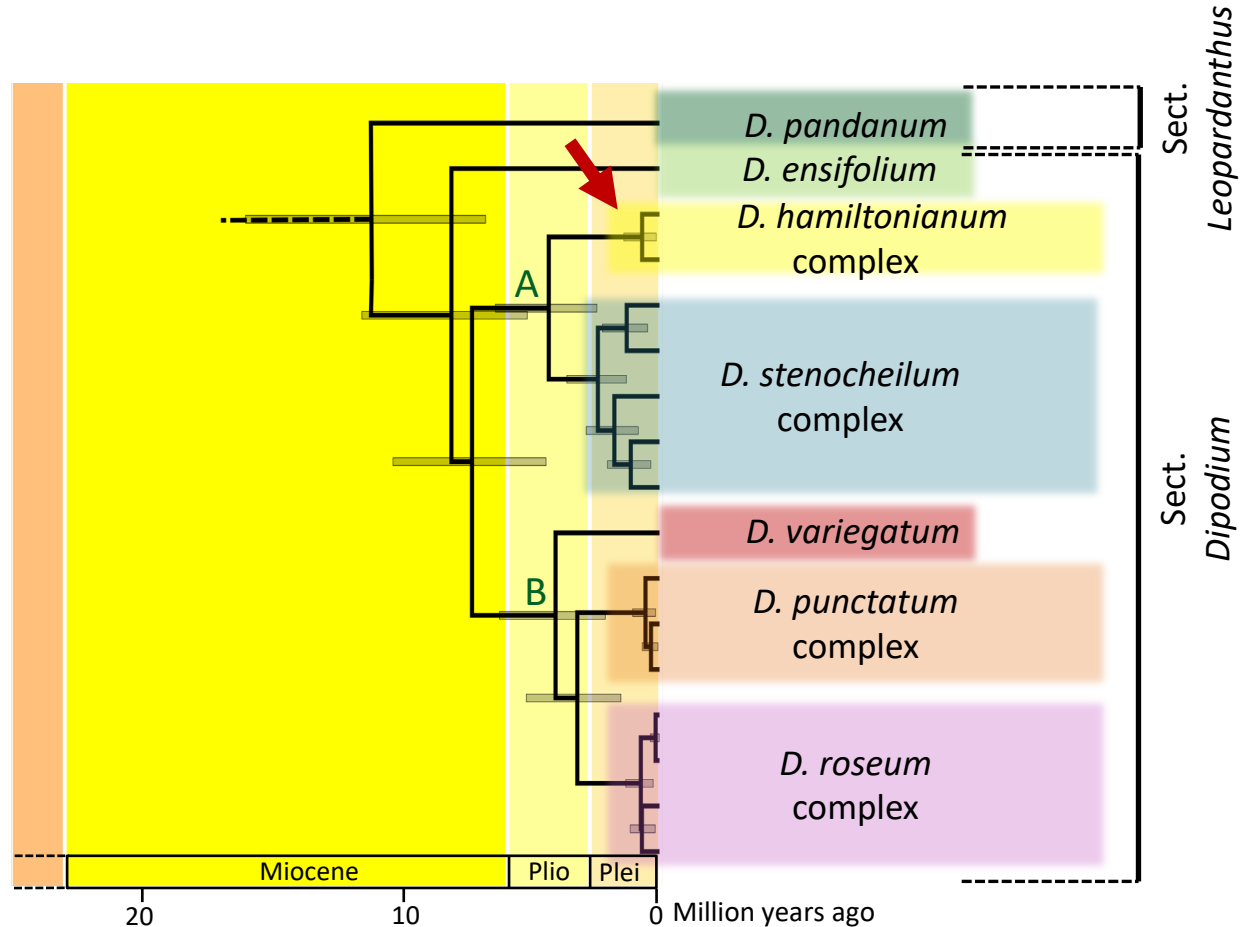 D. pandanum
D. ensifolium
D. hamiltonianum
complex
A
D. stenocheilum
complex
D. variegatum
B
D. punctatum
complex
D. roseum
complex
Sect.
Leopardanthus
Sect.
Dipodium
Miocene
Plio
Plei
20
10
0
Million years ago